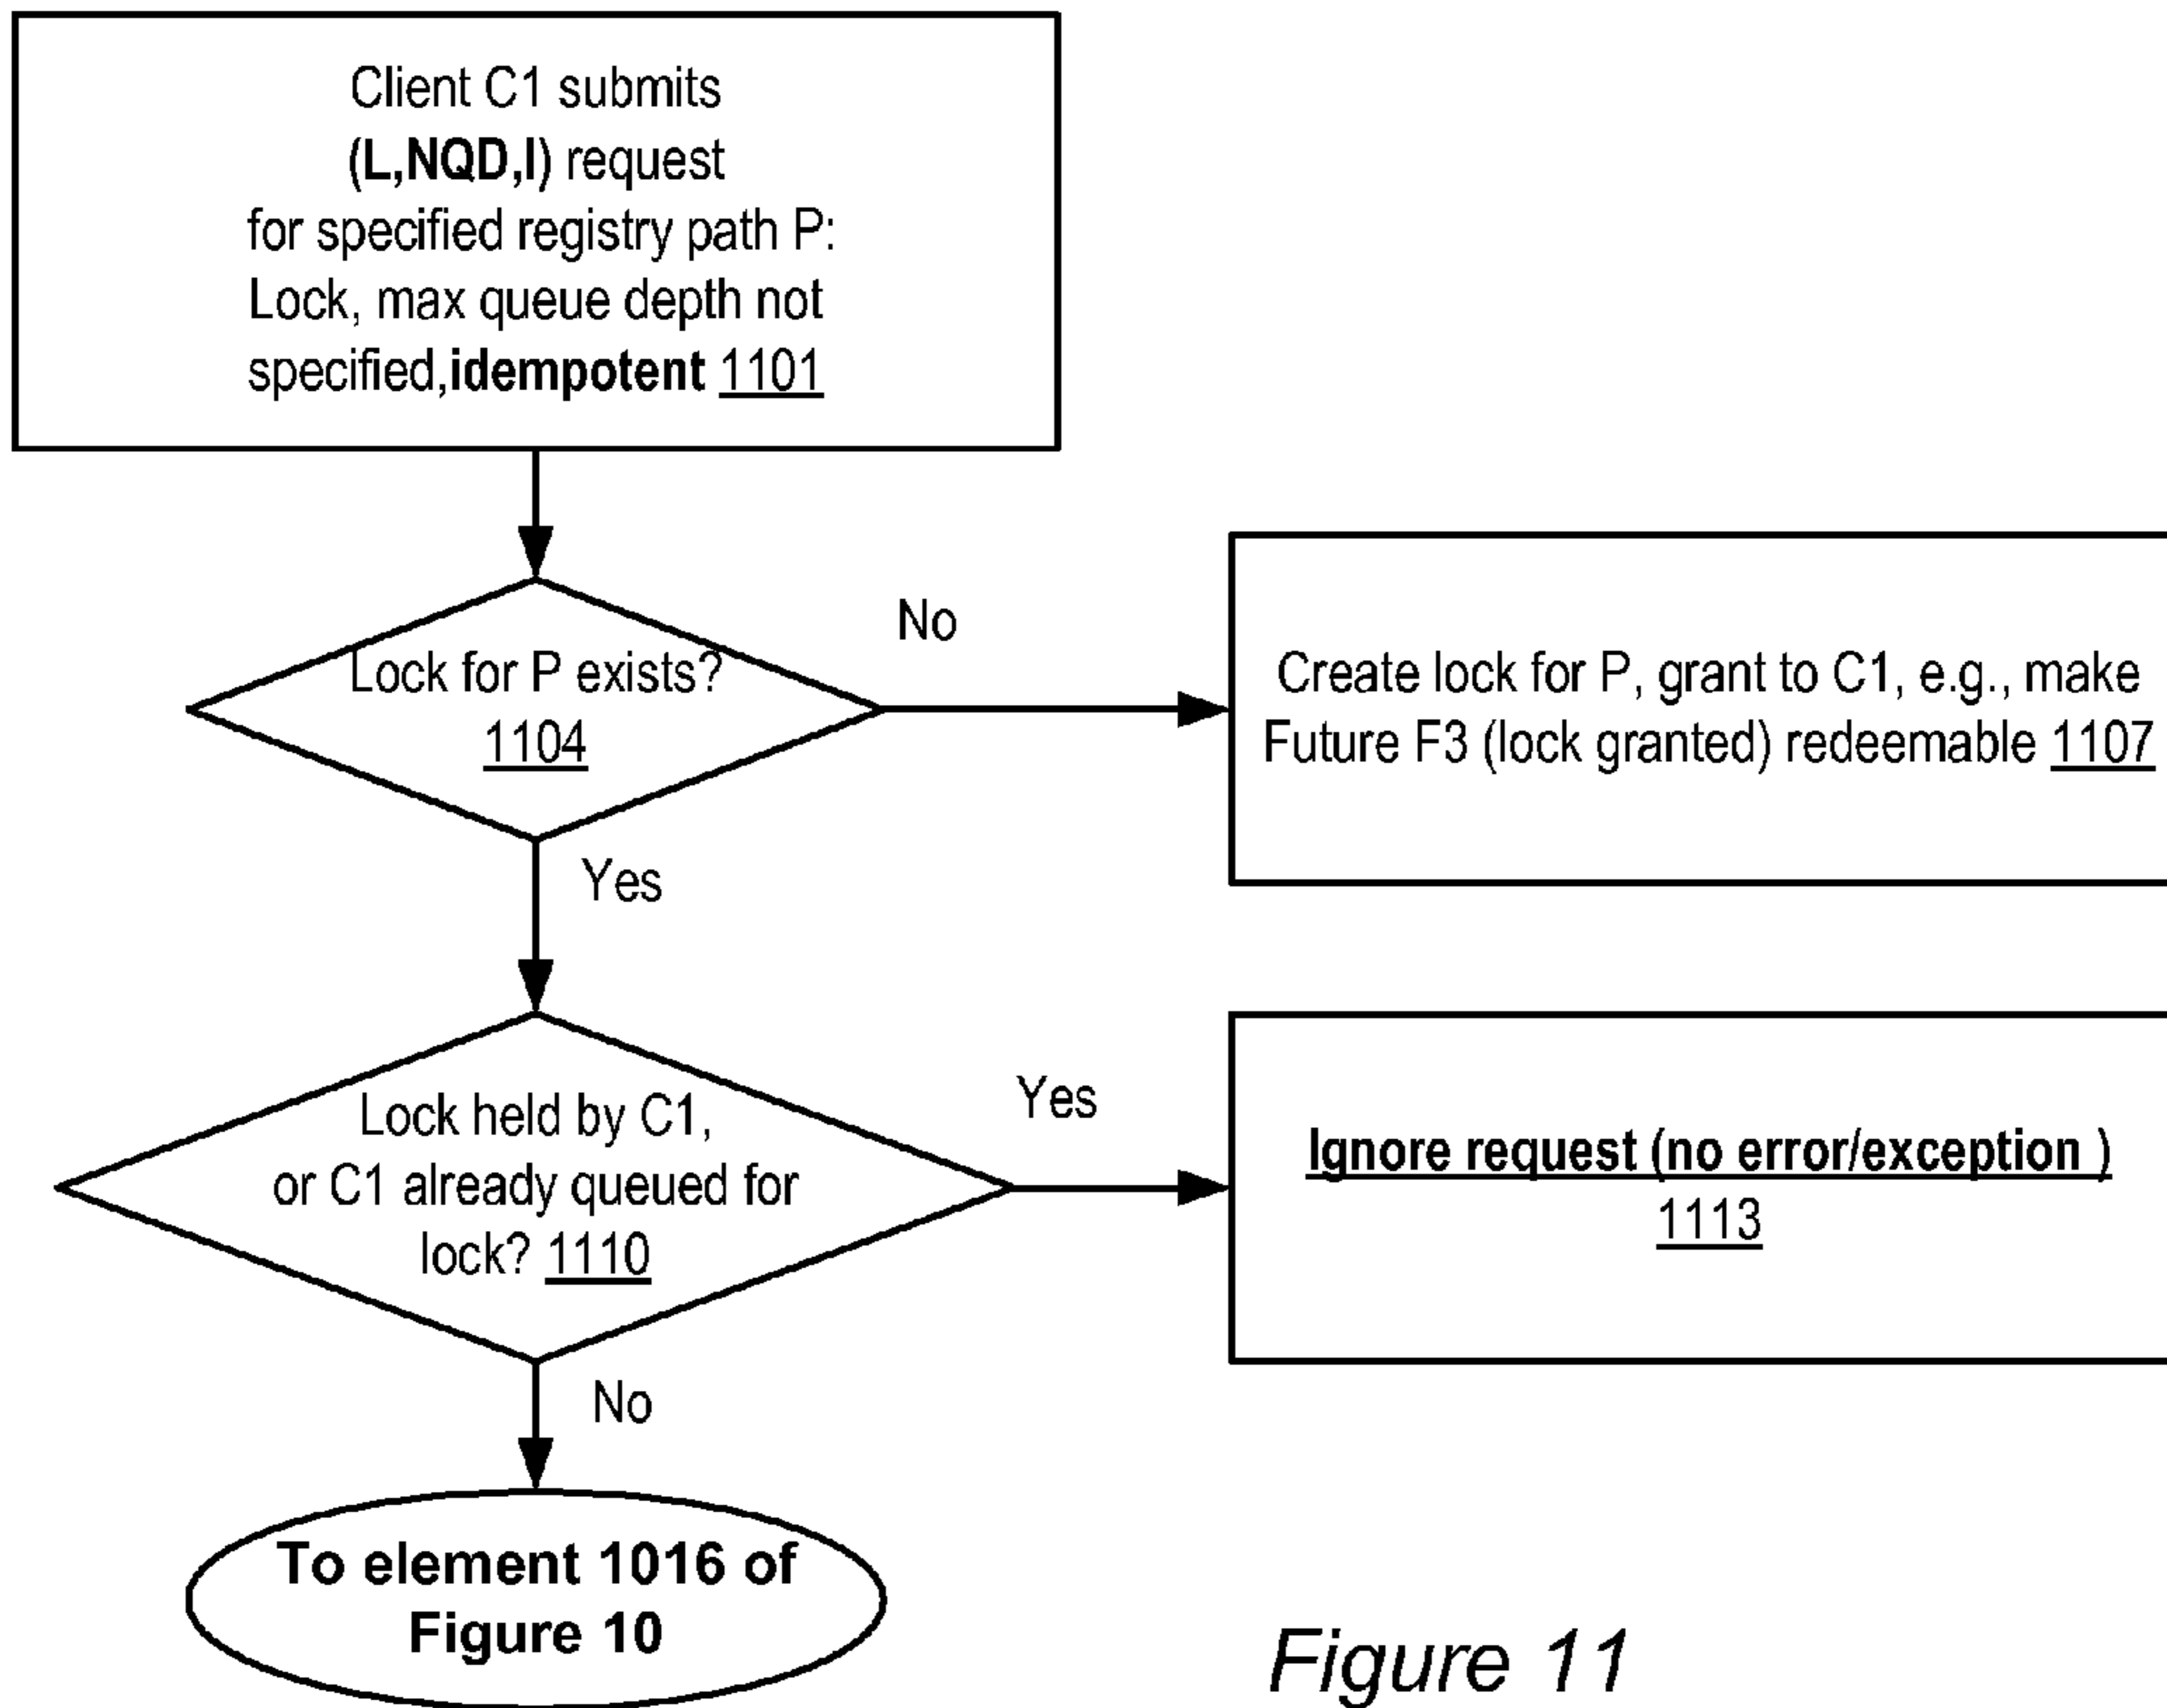 Client C1 submits
(L,NQD,I) request
for specified registry path P:
Lock, max queue depth not
specified,idempotent 1101
No
Lock for P exists?
1104
Create lock for P, grant to C1, e.g., make
Future F3 (lock granted) redeemable 1107
Yes
Lock held by C1,
or C1 already queued for
lock? 1110
Yes
Ignore request (no error/exception )
1113
No
To element 1016 of
Figure 10
Figure 11